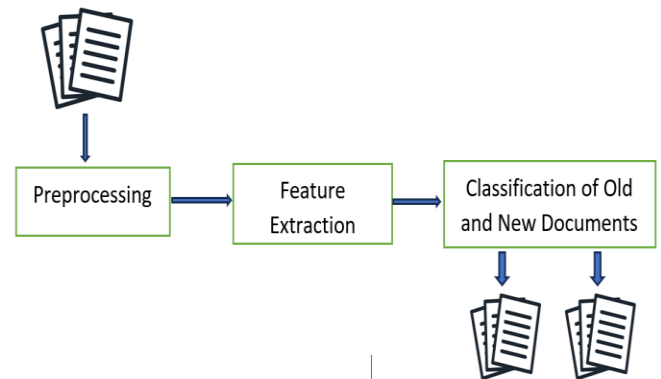 Preprocessing
Feature
Extraction
Classification of Old
and New Documents